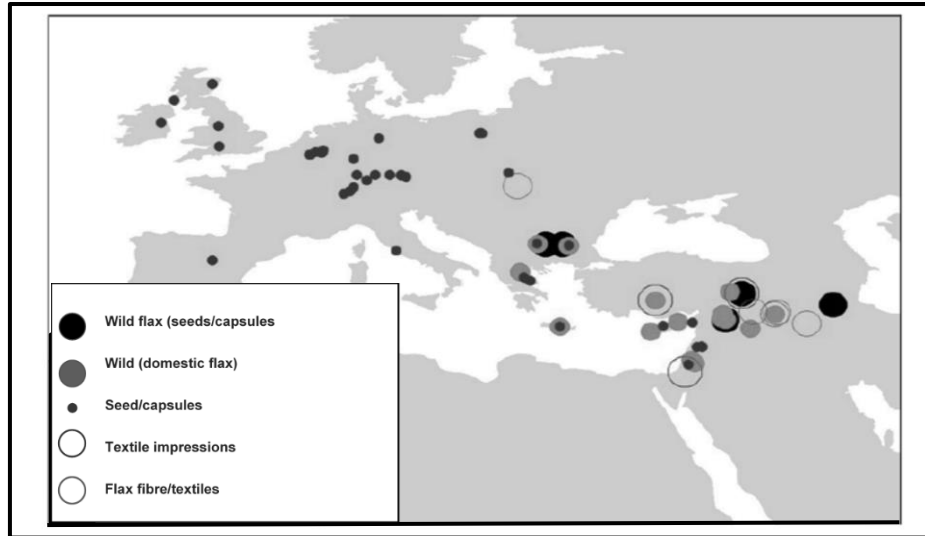 Wild flax (seeds/capsules
Wild (domestic flax)
Seed/capsules
Textile impressions
Flax fibre/textiles